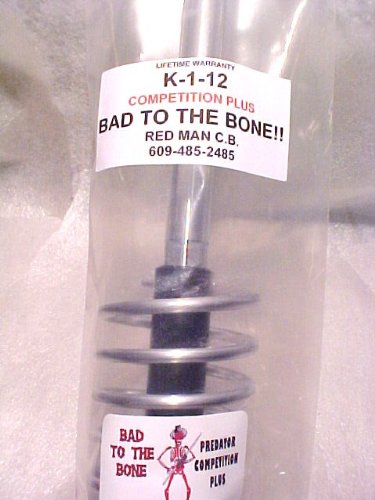 LIFETIME WARRANTY
K-1-12
COMPETITION PLUS
BAD TO THE BONE!!
RED MAN C.B.
609-485-2485
BAD
TO THE
BONE
PREDATOR
COMPETITION
PLUS